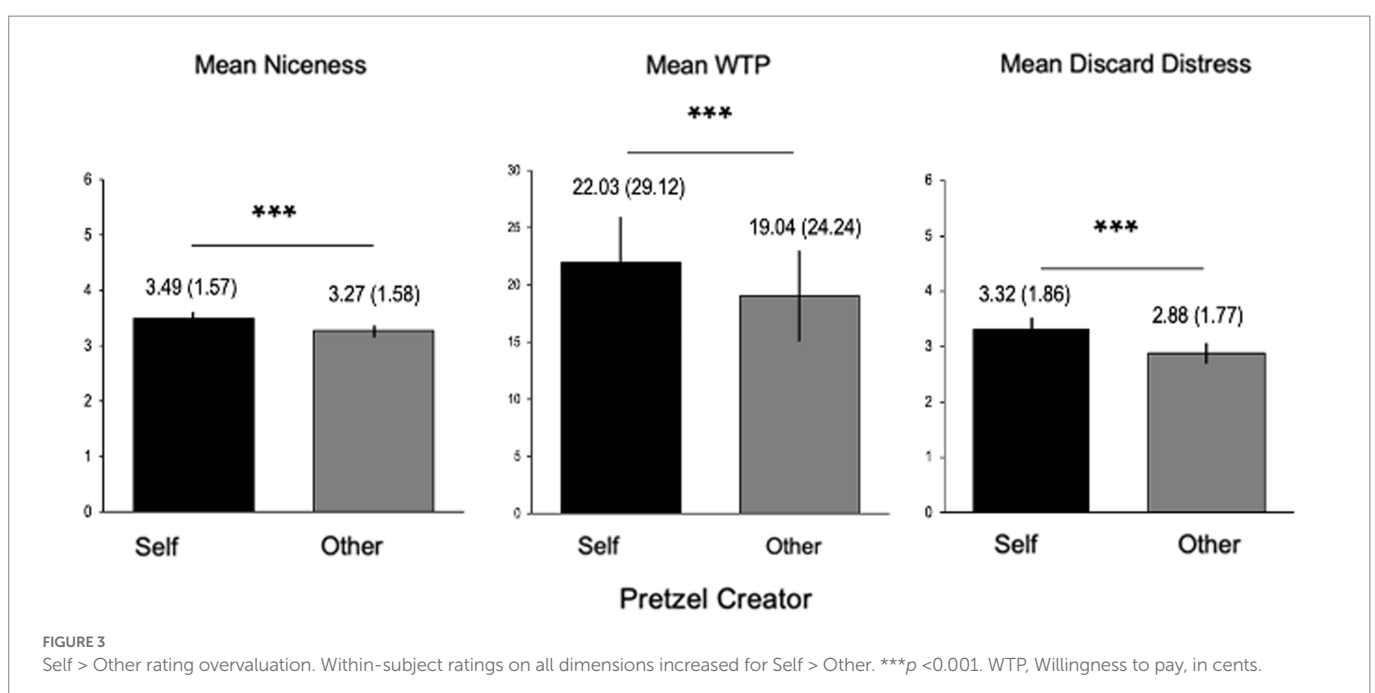 Mean Niceness
Mean WTP
Mean Discard Distress
***
***
***
6
5
4
3
2
1
0
3.49 (1.57)
3.27 (1.58)
Self
Other
30
25
20
15
10
5
0
22.03 (29.12)
19.04 (24.24)
Self
Other
6
5
4
3
2
1
0
3.32 (1.86)
2.88 (1.77)
Self
Other
Pretzel Creator
FIGURE 3
Self > Other rating overvaluation. Within-subject ratings on all dimensions increased for Self > Other. ***p <0.001. WTP, Willingness to pay, in cents.